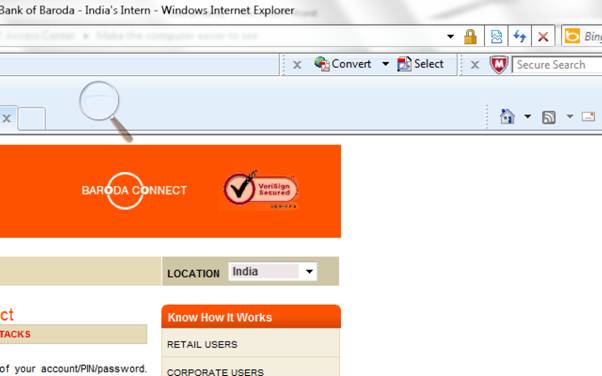 Bank of Baroda - India's Intern - Windows Internet Explorer
Access Center ▸ Make the computer easier to see
Convert Select Secure Search
Bing
BARODA CONNECT
VeriSign Secured
LOCATION India
ct
Know How It Works
TACKS
RETAIL USERS
of your account/PIN/password.
CORPORATE USERS